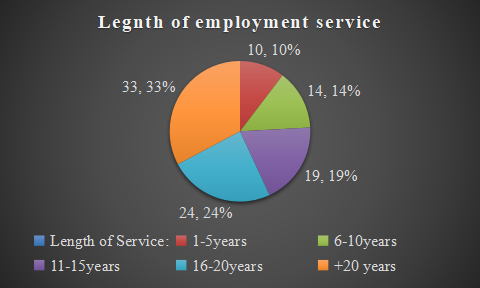 Legnth of employment service
10, 10%
14, 14%
19, 19%
24, 24%
33, 33%
Length of Service: 1-5years 6-10years
11-15years 16-20years +20 years